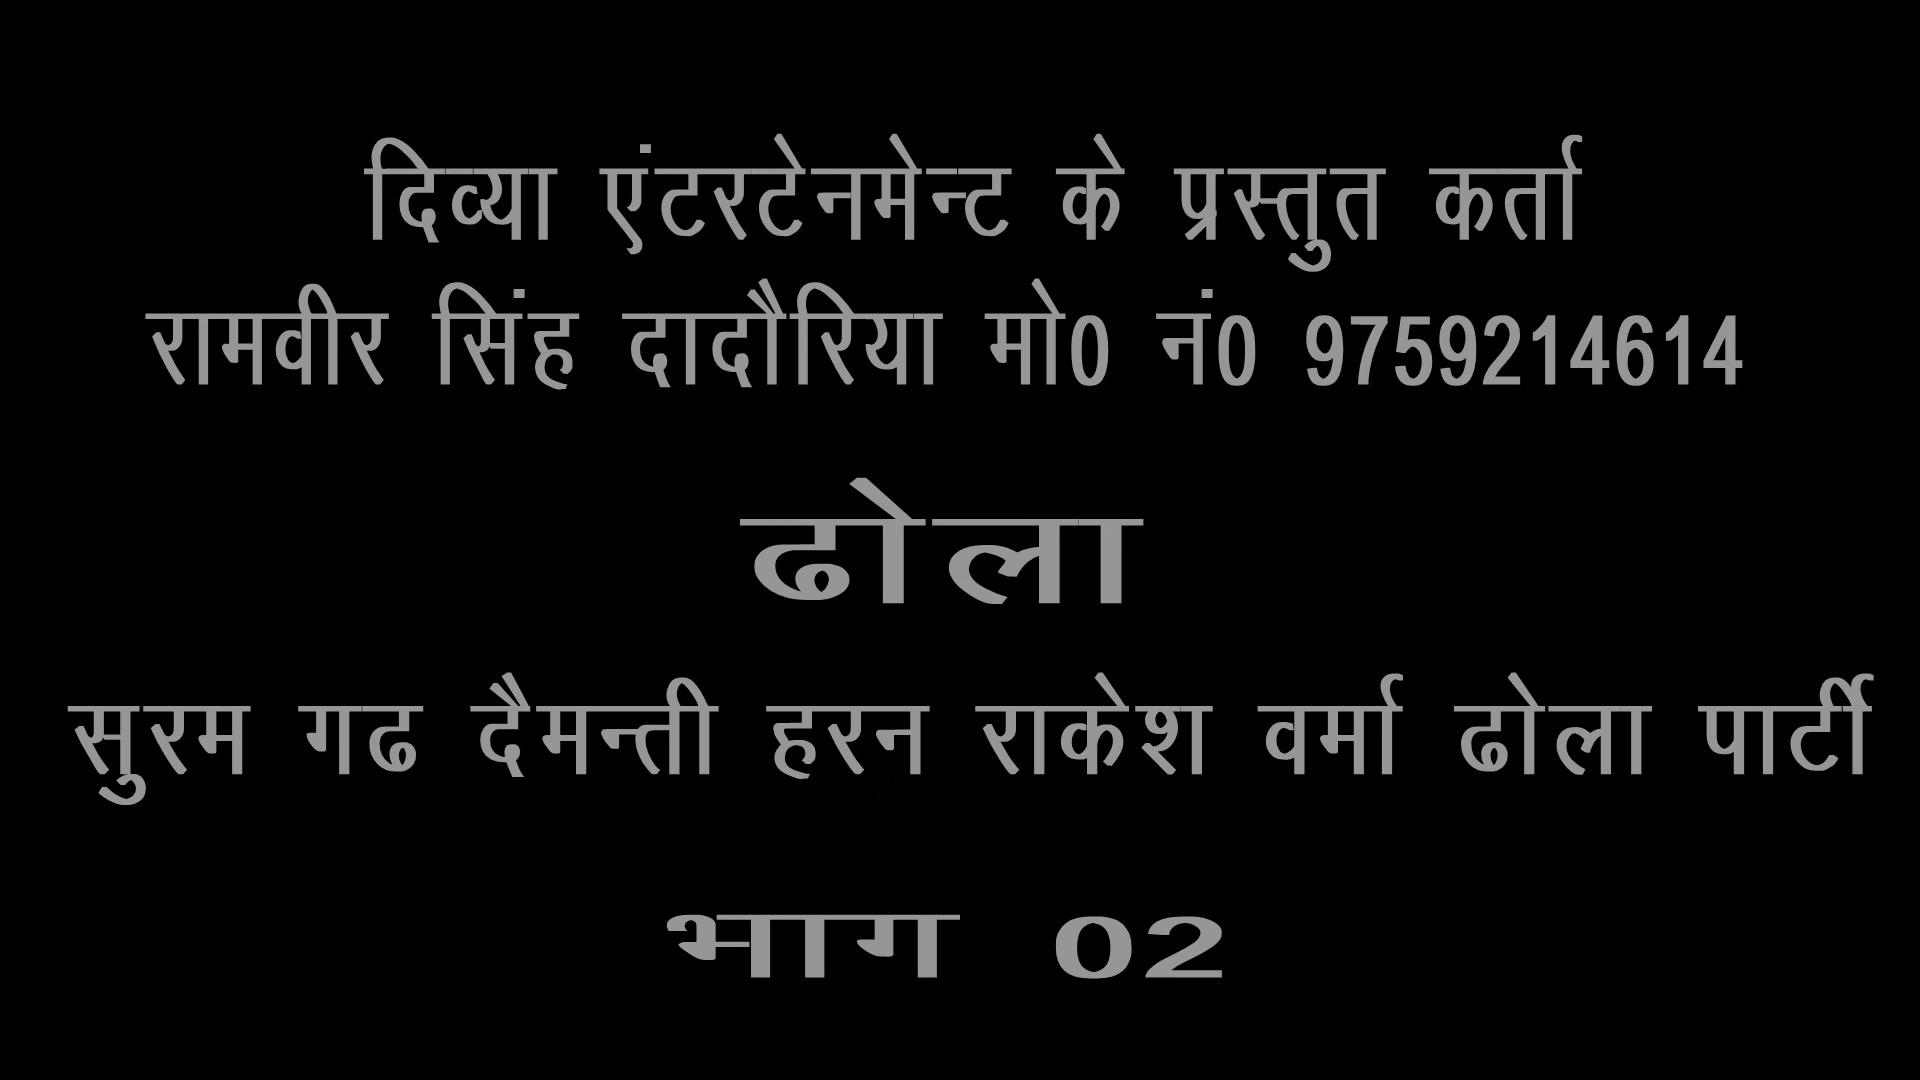 दिव्या एंटरटेनमेन्ट के प्रस्तुत कर्ता
रामवीर सिंह दादौरिया मो0 नं0 9759214614
ढोला
सुरम गढ दैमन्ती हरन राकेश वर्मा ढोला पार्टी
भाग 02